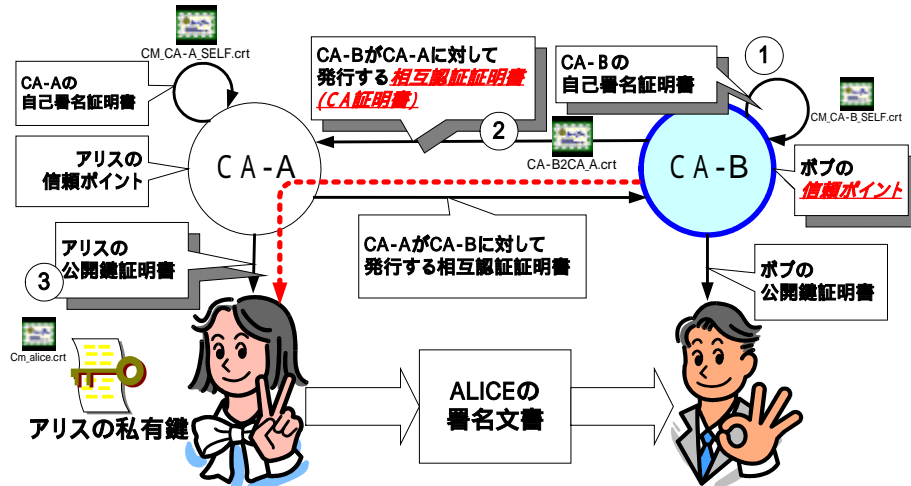 CM_CA-A_SELF.crt
CA-Aの
自己署名証明書
CA-BがCA-Aに対して
発行する相互認証証明書
(CA証明書)
CA-Bの
自己署名証明書
1
CM_CA-B_SELF.crt
2
CA-B2CA_A.crt
アリスの
信頼ポイント
CA-A
CA-B
ボブの
信頼ポイント
アリスの
公開鍵証明書
3
CA-AがCA-Bに対して
発行する相互認証証明書
ボブの
公開鍵証明書
Cm_alice.crt
アリスの私有鍵
ALICEの
署名文書